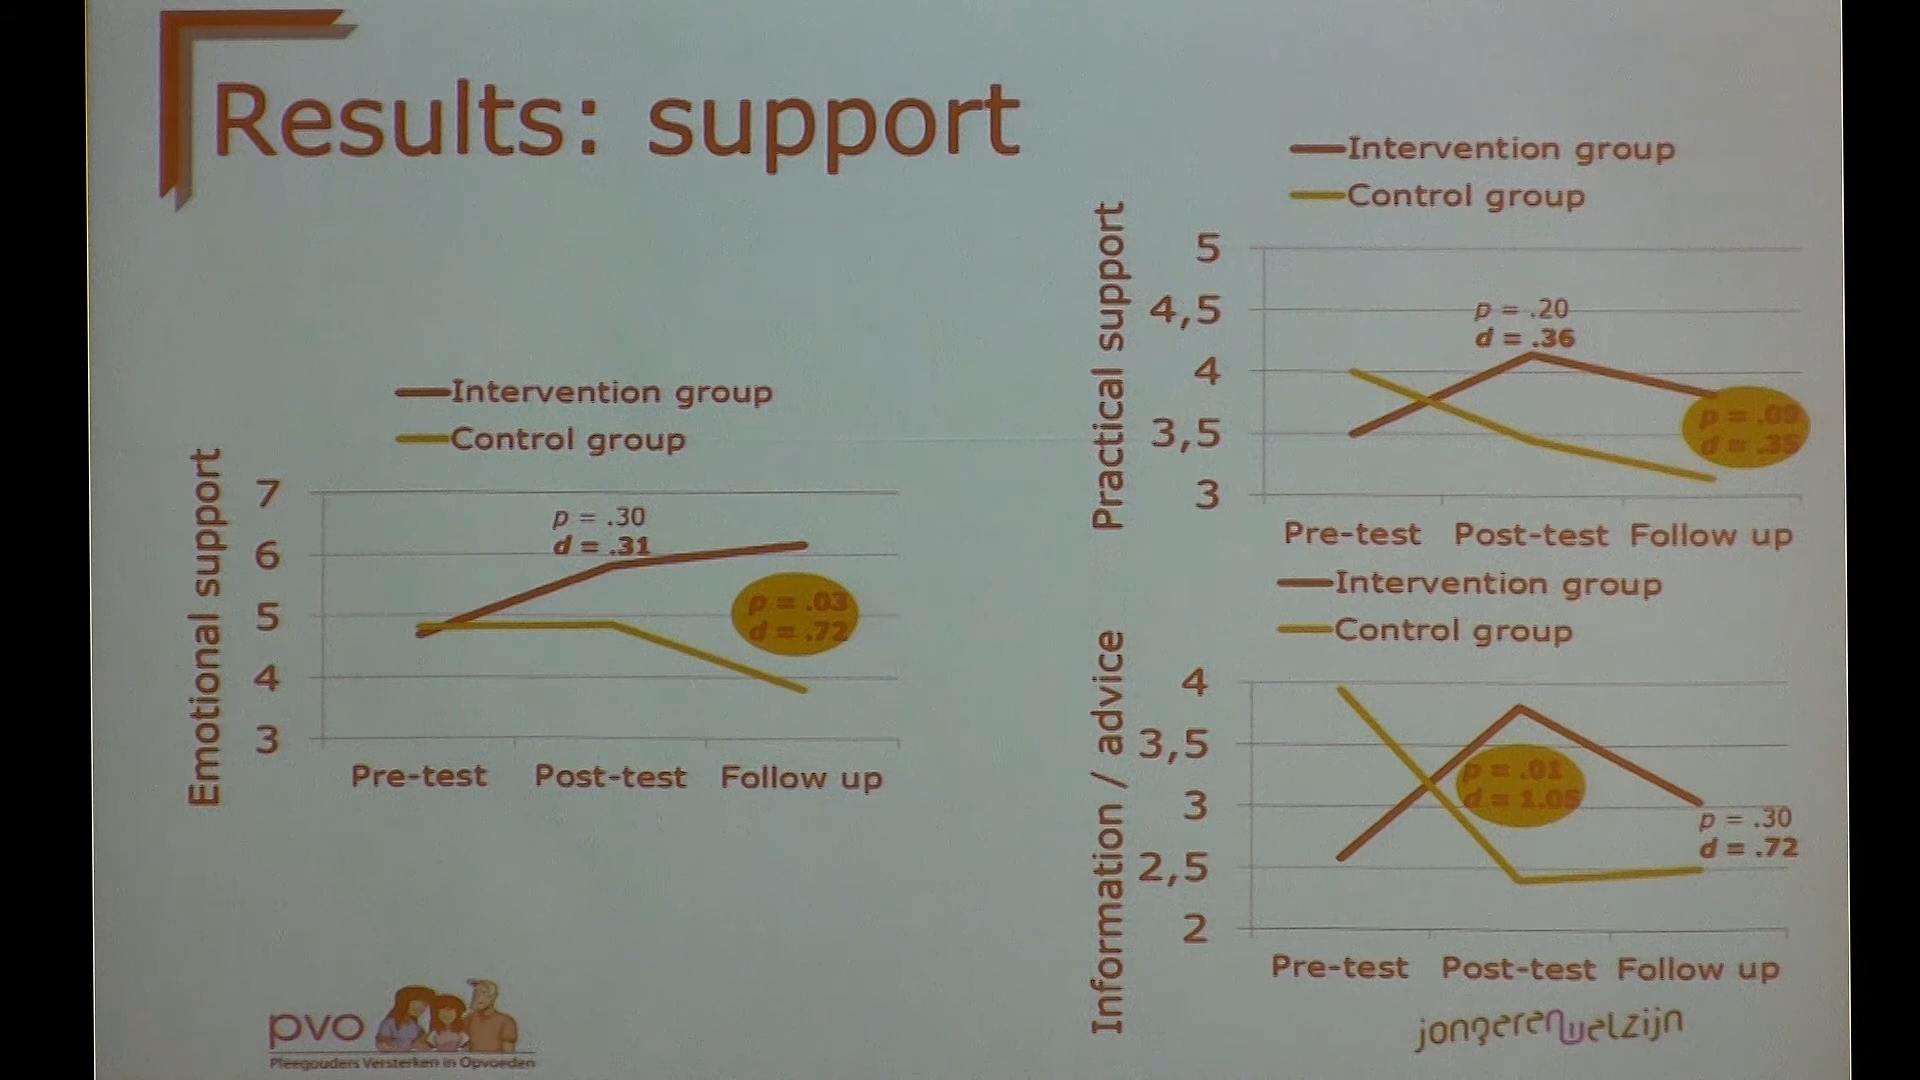 Results: support
Intervention group
Control group
Emotional support
7
6
5
4
3
p = .30
d = .31
p = .03
d = .72
Pre-test Post-test Follow up
Intervention group
Control group
Practical support
5
4,5
4
3,5
3
p = .20
d = .36
p = .09
d = .35
Pre-test Post-test Follow up
Intervention group
Control group
Information / advice
4
3,5
3
2,5
2
p = .01
d = 1.05
p = .30
d = .72
Pre-test Post-test Follow up
pvo
Pleegouders Versterken in Opvoeden
jongerenwelzijn